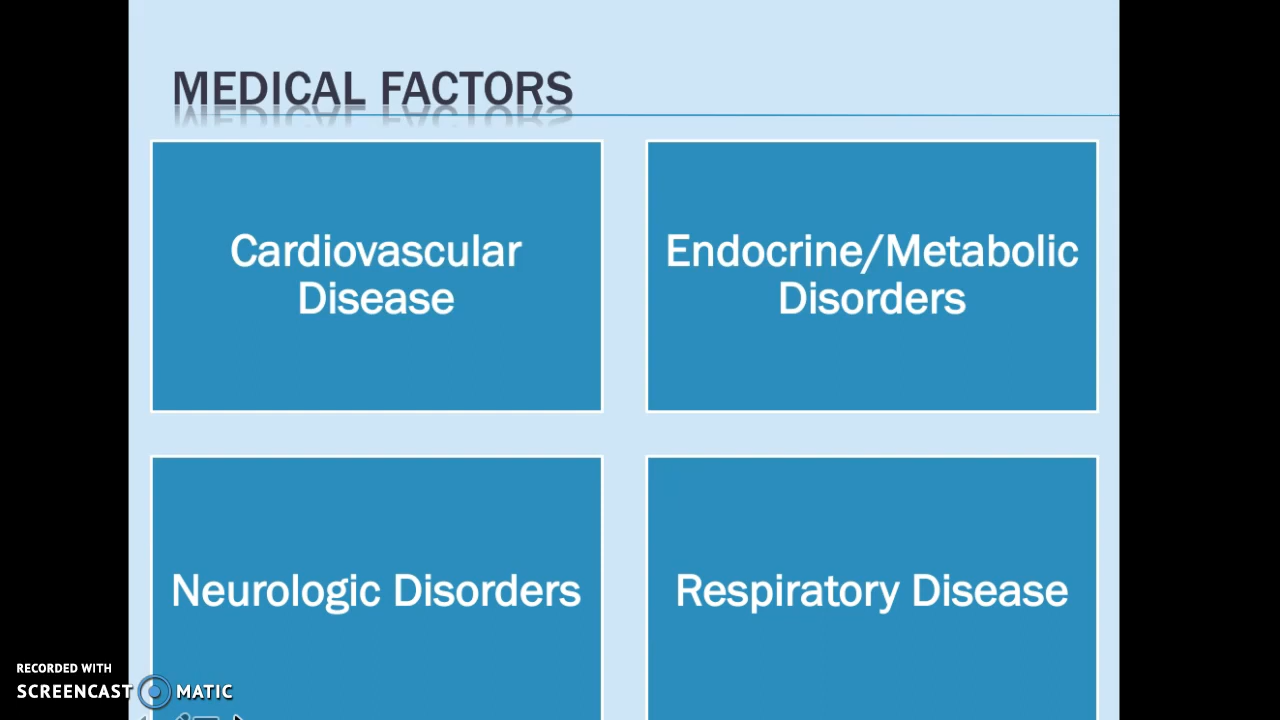 MEDICAL FACTORS
Cardiovascular
Disease
Endocrine/Metabolic
Disorders
Neurologic Disorders
Respiratory Disease
RECORDED WITH
SCREENCAST MATIC